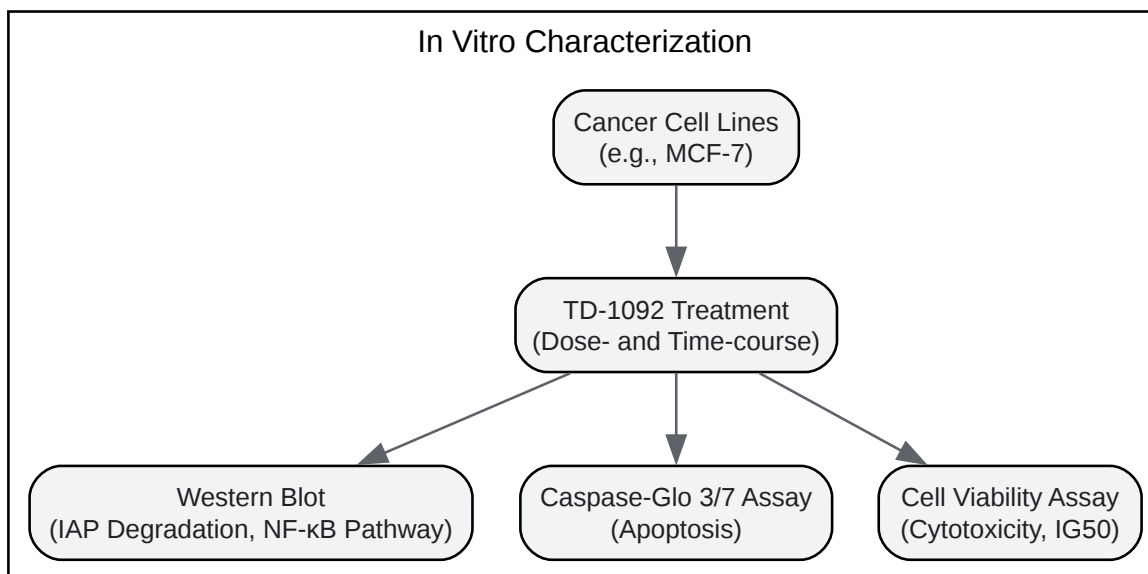 In Vitro Characterization
Cancer Cell Lines
(e.g., MCF-7)
TD-1092 Treatment
(Dose- and Time-course)
Western Blot
(IAP Degradation, NF-κB Pathway)
Caspase-Glo 3/7 Assay
(Apoptosis)
Cell Viability Assay
(Cytotoxicity, IG50)